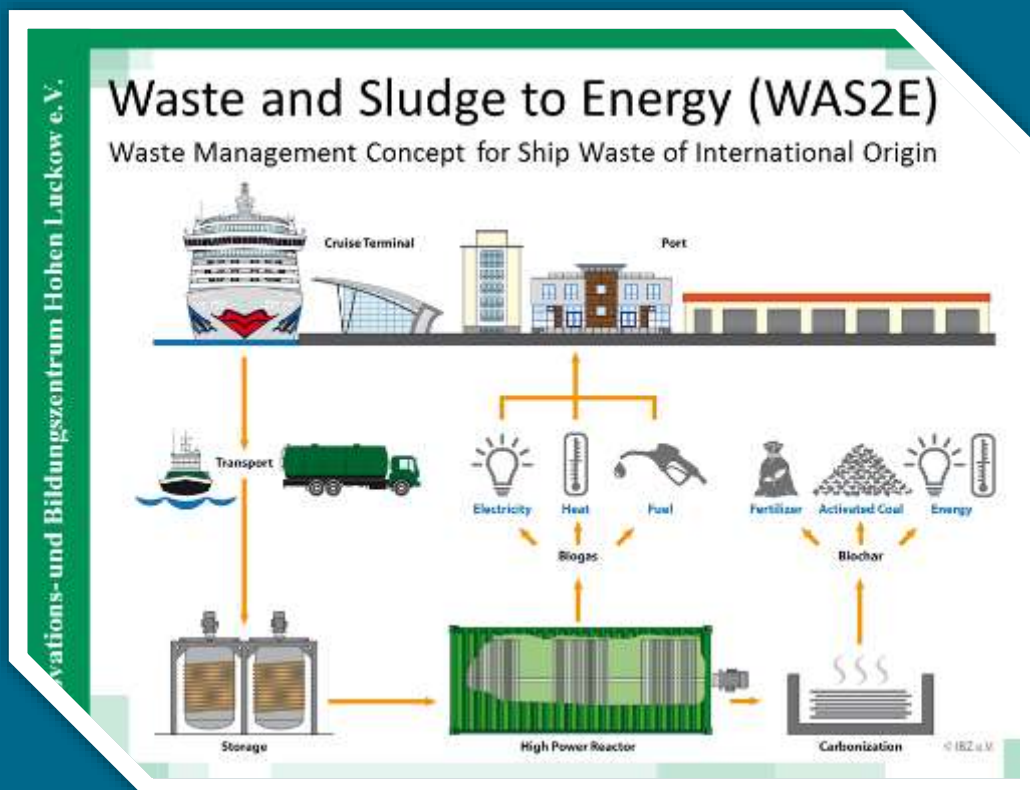 Waste and Sludge to Energy (WAS2E)
Waste Management Concept for Ship Waste of International Origin
vations-und Bildungszentrum Hohen Luckow e.V.
Cruise Terminal
Port
Transport
Electricity
Heat
Fuel
Fertilizer
Activated Coal
Energy
Biogas
Biochar
Storage
High Power Reactor
Carbonization
© IBZ e.V.